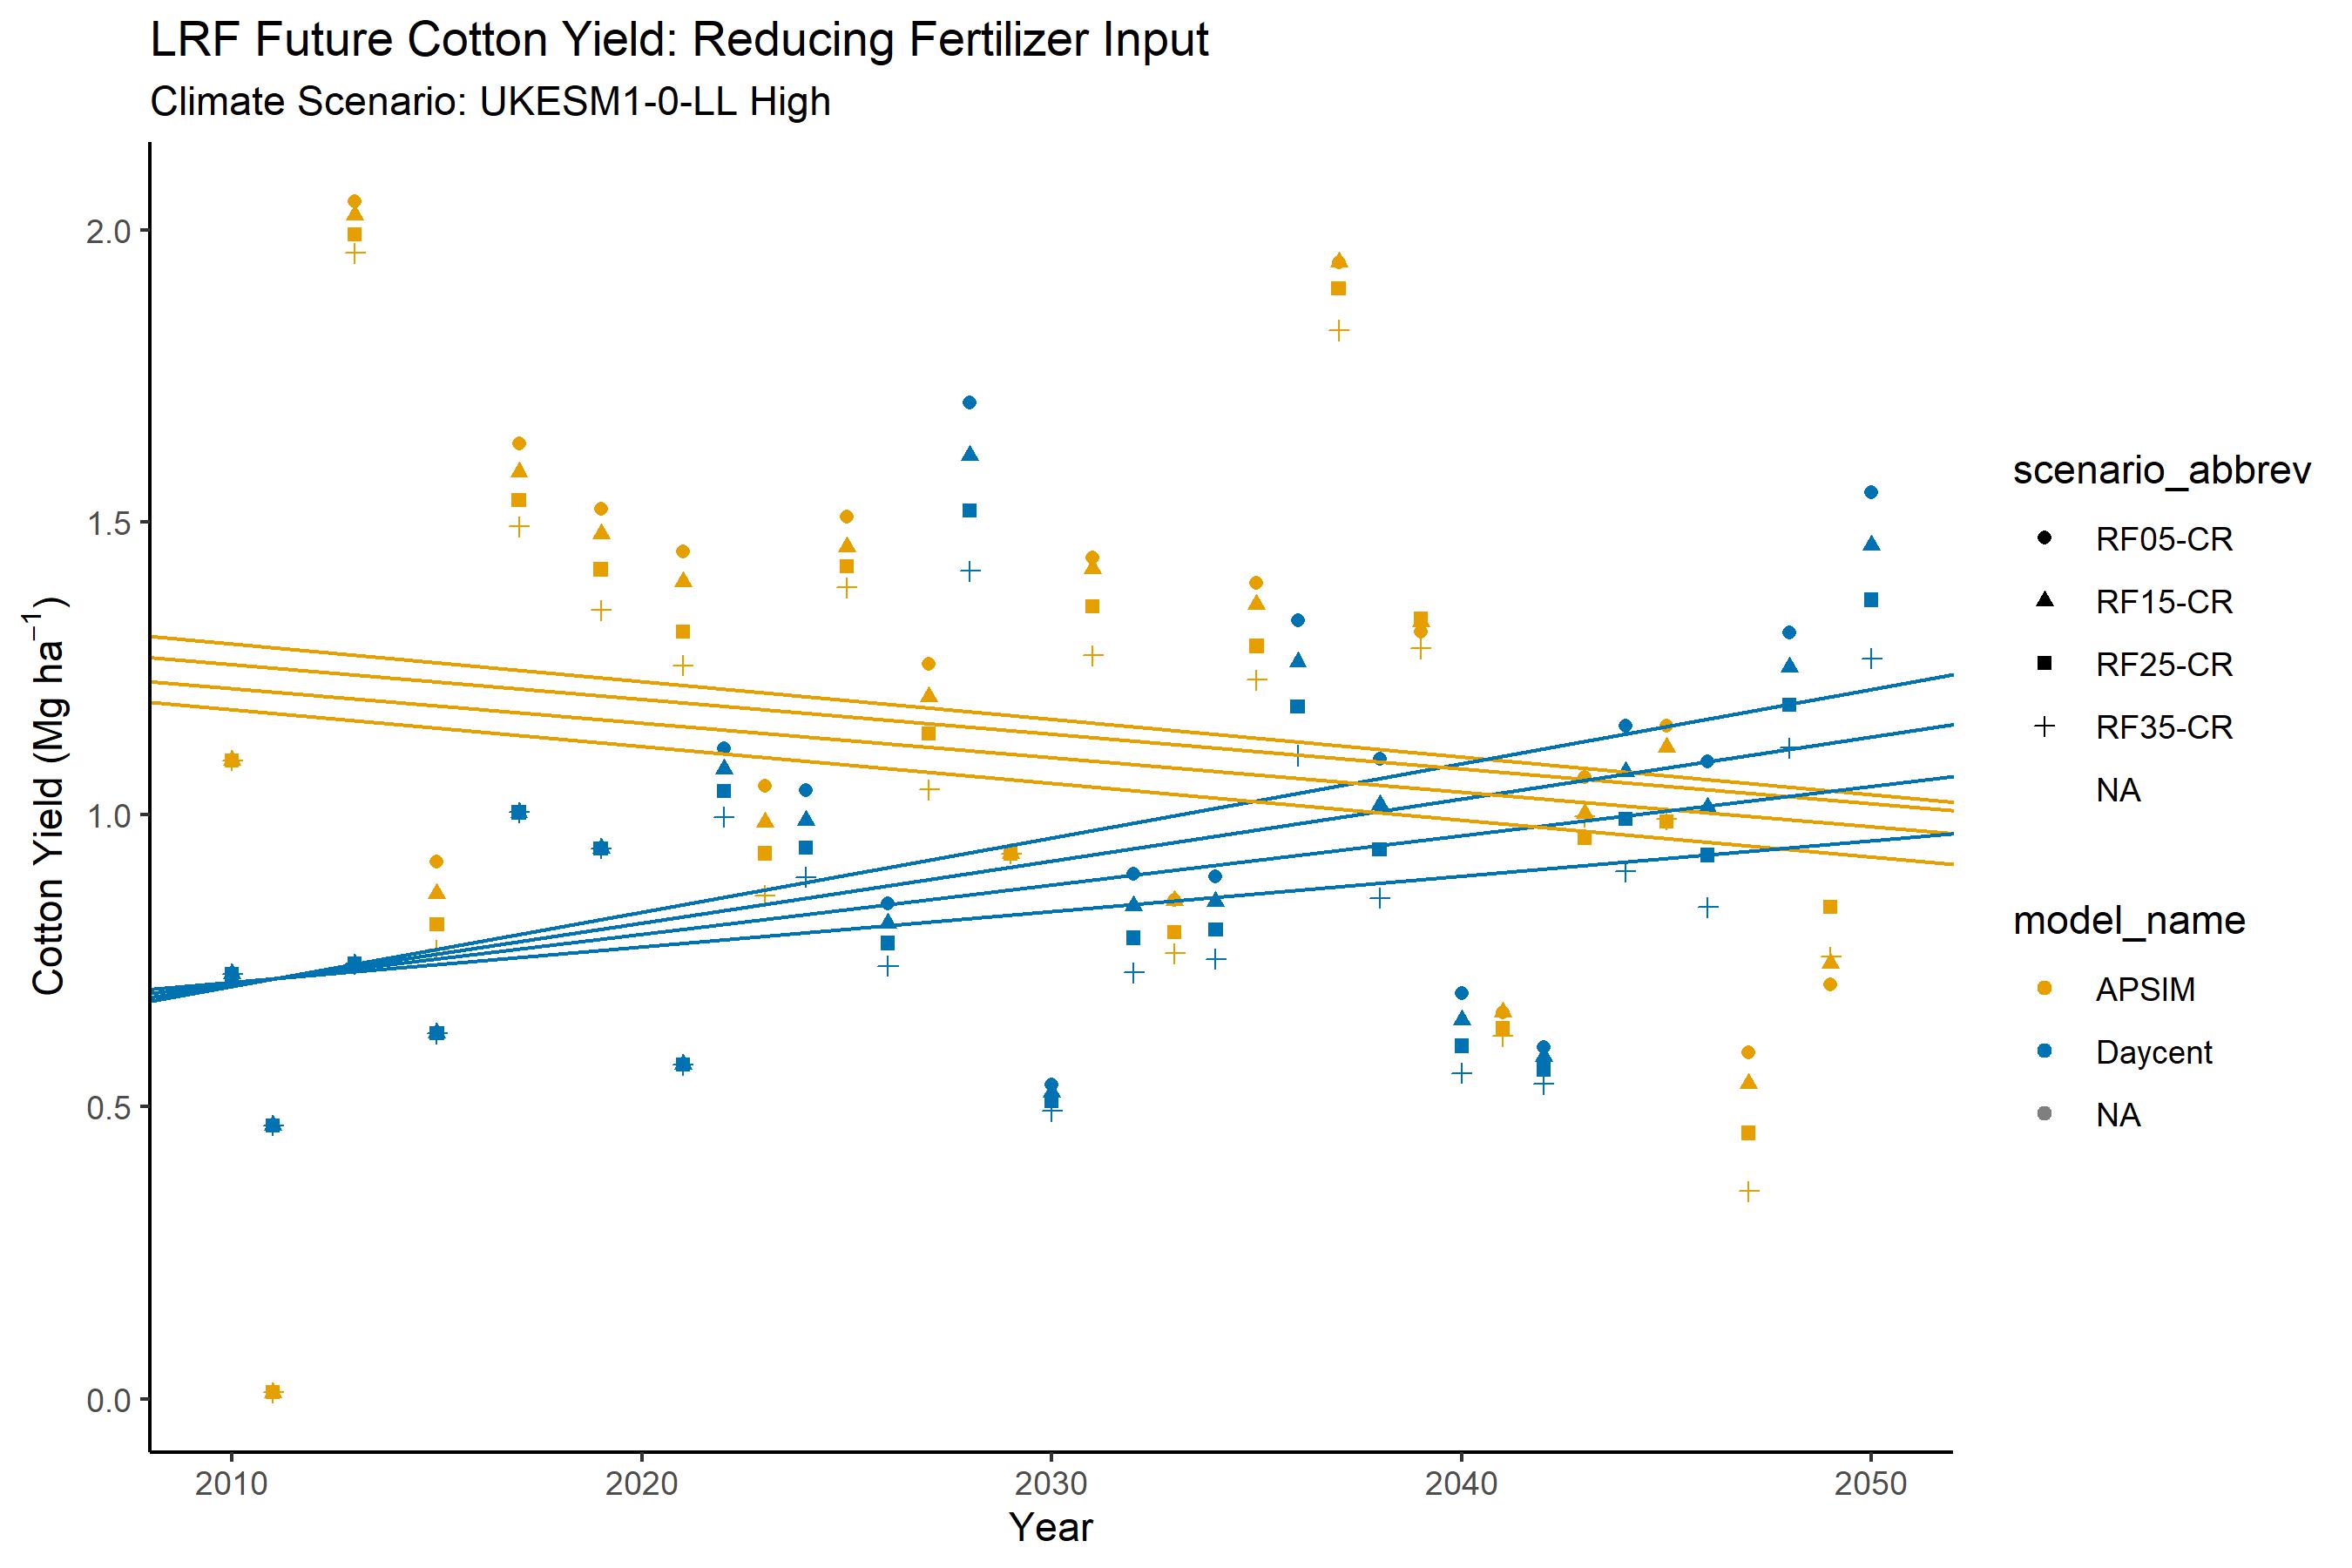 LRF Future Cotton Yield: Reducing Fertilizer Input
Climate Scenario: UKESM1-0-LL High
Cotton Yield (Mg ha⁻¹)
2.0
1.5
1.0
0.5
0.0
2010 2020 2030 2040 2050
Year
scenario_abbrev
RF05-CR
RF15-CR
RF25-CR
RF35-CR
NA
model_name
APSIM
Daycent
NA